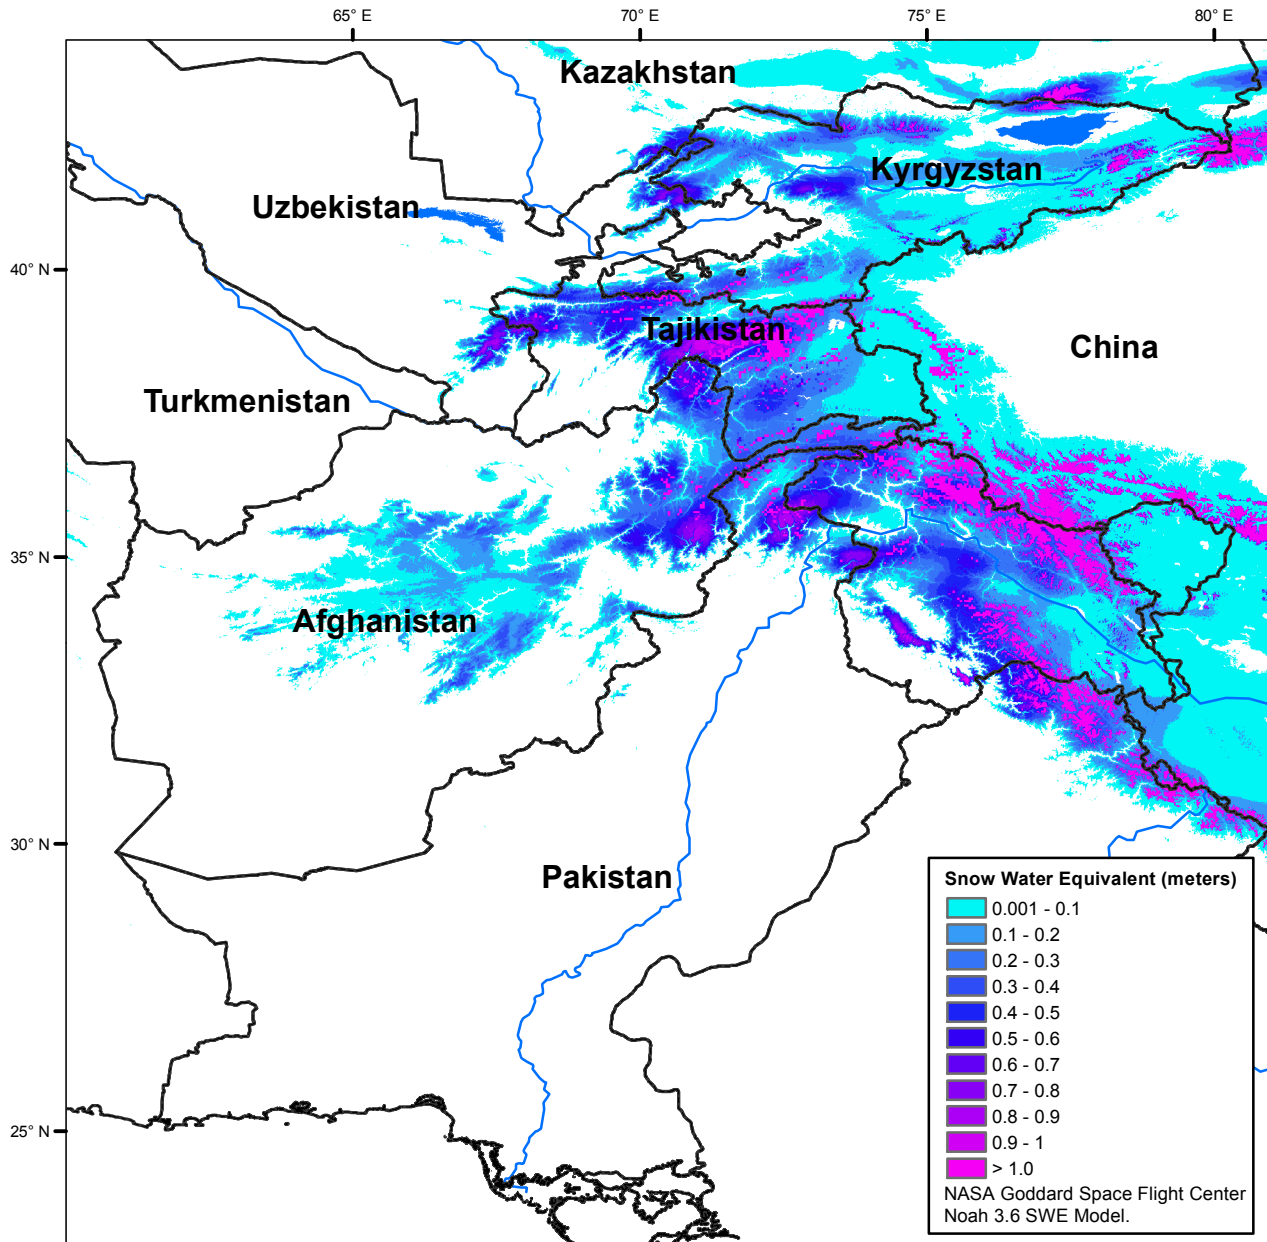 65° E
70° E
75° E
80° E
Kazakhstan
Kyrgyzstan
Uzbekistan
40° N
Tajikistan
China
Turkmenistan
35° N
Afghanistan
30° N
Pakistan
25° N
Snow Water Equivalent (meters)
0.001 - 0.1
0.1 - 0.2
0.2 - 0.3
0.3 - 0.4
0.4 - 0.5
0.5 - 0.6
0.6 - 0.7
0.7 - 0.8
0.8 - 0.9
0.9 - 1
> 1.0
NASA Goddard Space Flight Center
Noah 3.6 SWE Model.